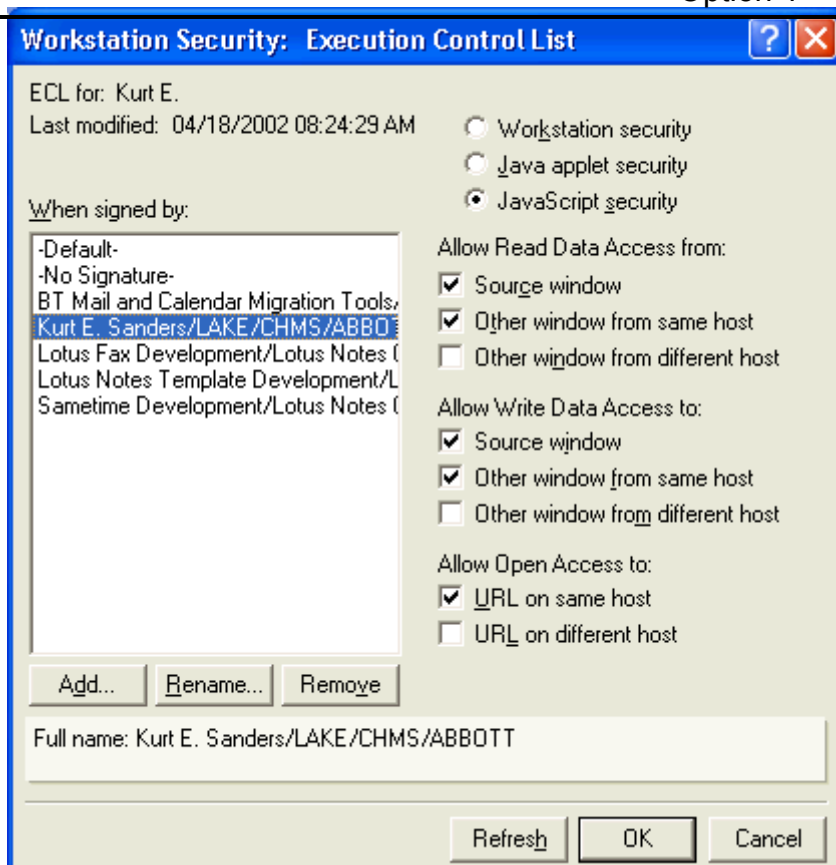 Workstation Security: Execution Control List
ECL for: Kurt E.
Last modified: 04/18/2002 08:24:29 AM
Workstation security
Java applet security
JavaScript security
When signed by:
-Default-
-No Signature-
BT Mail and Calendar Migration Tools/
Kurt E. Sanders/LAKE/CHMS/ABBO
Lotus Fax Development/Lotus Notes (
Lotus Notes Template Development/L
Sametime Development/Lotus Notes (
Allow Read Data Access from:
Source window
Other window from same host
Other window from different host
Allow Write Data Access to:
Source window
Other window from same host
Other window from different host
Allow Open Access to:
URL on same host
URL on different host
Add... Rename... Remove
Full name: Kurt E. Sanders/LAKE/CHMS/ABBOTT
Refresh OK Cancel